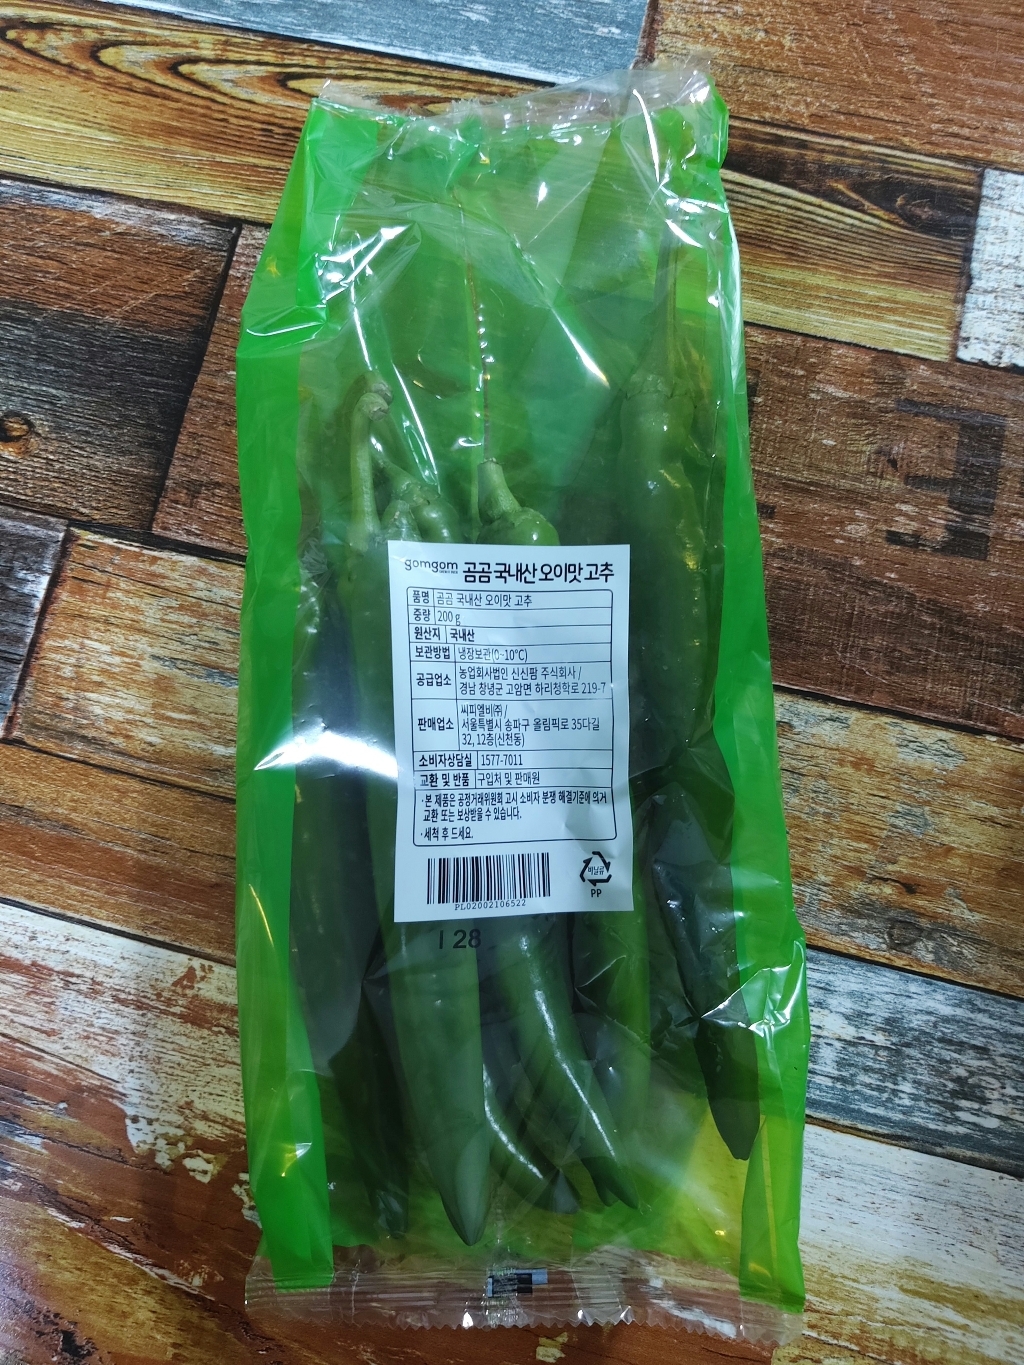 gomgom 곰곰 국내산 오이맛 고추
품명 곰곰 국내산 오이맛 고추
중량 200 g
원산지 국내산
보관방법 냉장보관(0~10℃)
공급업소 농업회사법인 신신팜 주식회사 /
경남 창녕군 고암면 하리청학로 219-7
판매업소 씨피엘비㈜ /
서울특별시 송파구 올림픽로 35다길
32, 12층(신천동)
소비자상담실 1577-7011
교환 및 반품 구입처 및 판매원
·본 제품은 공정거래위원회 고시 소비자 분쟁 해결기준에 의거
교환 또는 보상받을 수 있습니다.
·세척 후 드세요.
PL02002106522
비닐류
PP
I 28